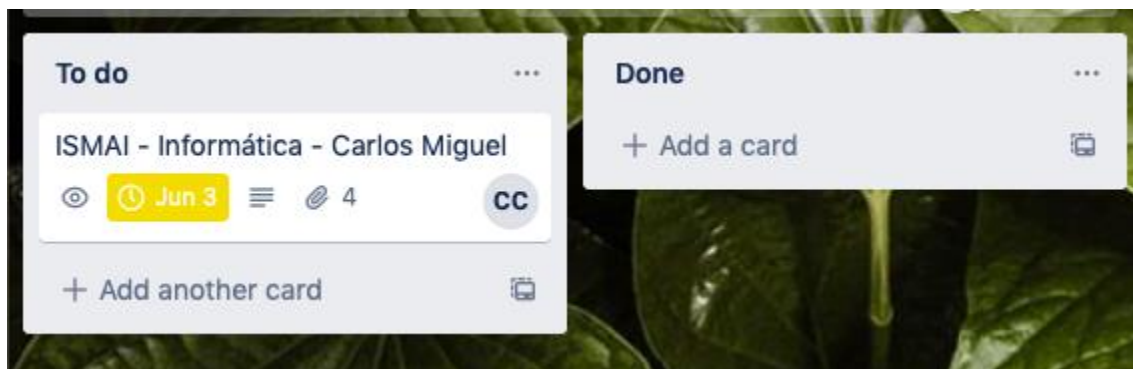 To do
ISMAI - Informática - Carlos Miguel
Jun 3
4
CC
+ Add another card
Done
+ Add a card